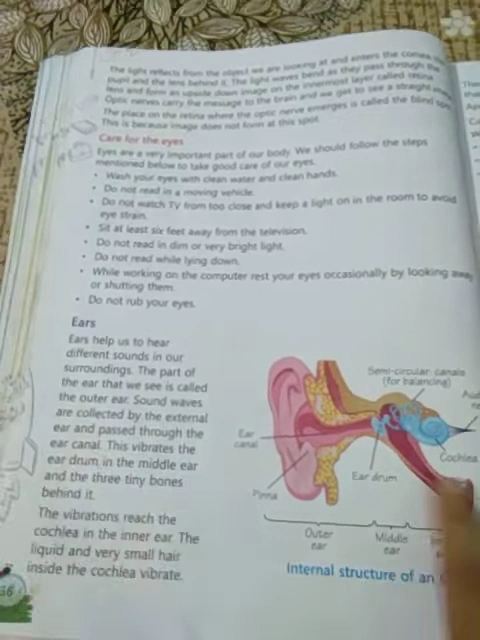 The light reflects from the object we are looking at and enters the cornea
pupil and the lens behind it. The light waves bend as they pass through the
lens and form an upside down image on the innermost layer called retina
Optic nerves carry the message to the brain and we get to see a straight
The place on the retina where the optic nerve emerges is called the blind spot
This is because image does not form at this spot.
Care for the eyes
Eyes are a very important part of our body. We should follow the steps
mentioned below to take good care of our eyes.
• Wash your eyes with clean water and clean hands.
• Do not read in a moving vehicle.
• Do not watch TV from too close and keep a light on in the room to avoid
eye strain.
• Sit at least six feet away from the television.
• Do not read in dim or very bright light.
• Do not read while lying down.
• While working on the computer rest your eyes occasionally by looking away
or shutting them.
• Do not rub your eyes.
Ears
Ears help us to hear
different sounds in our
surroundings. The part of
the ear that we see is called
the outer ear. Sound waves
are collected by the external
ear and passed through the
ear canal. This vibrates the
ear drum in the middle ear
and the three tiny bones
behind it.
The vibrations reach the
cochlea in the inner ear. The
liquid and very small hair
inside the cochlea vibrate.
Semi-circular canals
(for balancing)
Ear
canal
Cochlea
Ear drum
Pinna
Outer
ear
Middle
ear
Internal structure of an